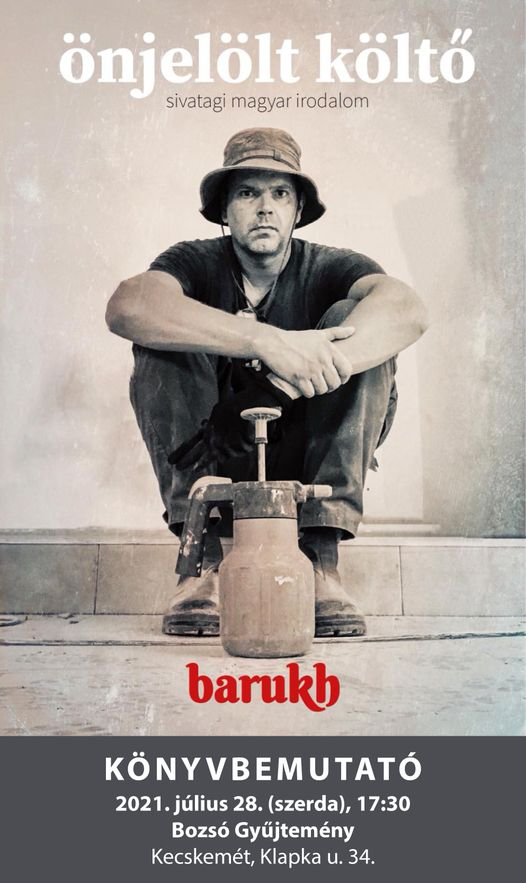 önjelölt költő
sivatagi magyar irodalom
barukh
KÖNYVBEMUTATÓ
2021. július 28. (szerda), 17:30
Bozsó Gyűjtemény
Kecskemét, Klapka u. 34.